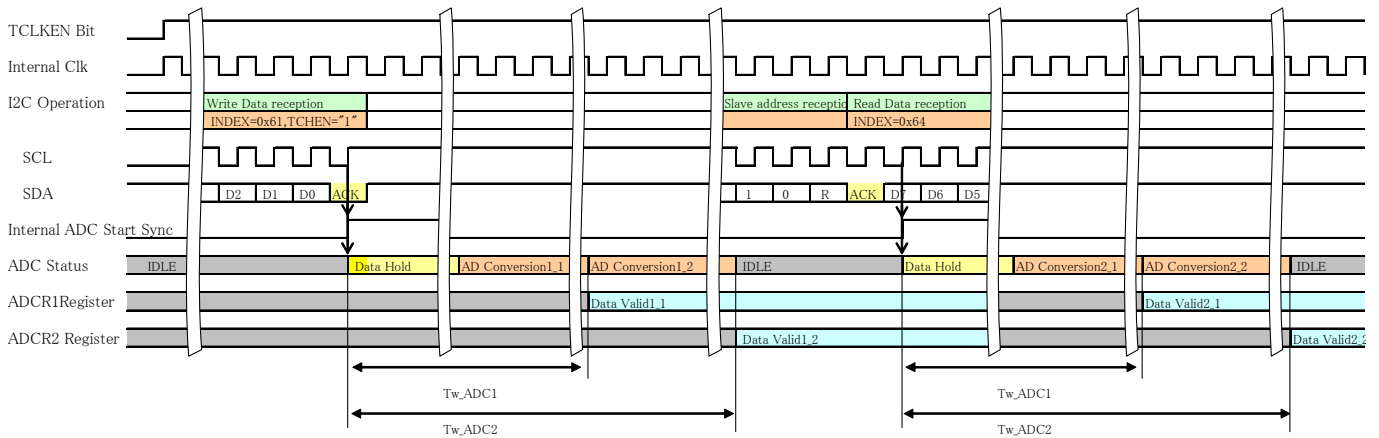 TCLKEN Bit
Internal Clk
I2C Operation
Write Data reception
Slave address receptio
Read Data reception
INDEX=0x61,TCHEN="1"
INDEX=0x64
SCL
SDA
D2 D1 D0 ACK
1 0 R ACK D7 D6 D5
Internal ADC Start Sync
ADC Status
IDLE
Data Hold
AD Conversion1_1
AD Conversion1_2
IDLE
Data Hold
AD Conversion2_1
AD Conversion2_2
IDLE
ADCR1Register
Data Valid1_1
Data Valid2_1
ADCR2 Register
Data Valid1_2
Data Valid2_2
Tw_ADC1
Tw_ADC1
Tw_ADC2
Tw_ADC2